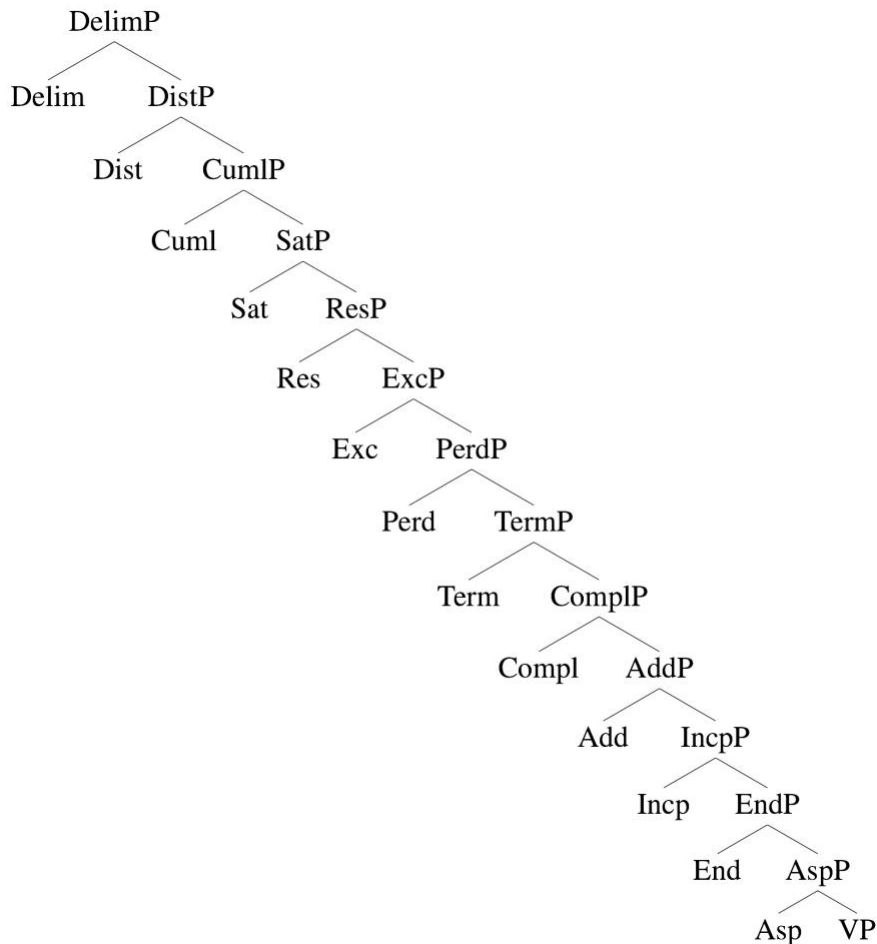 DelimP
Delim DistP
Dist CumlP
Cuml SatP
Sat ResP
Res ExcP
Exc PerdP
Perd TermP
Term ComplP
Compl AddP
Add IncpP
Incp EndP
End AspP
Asp VP